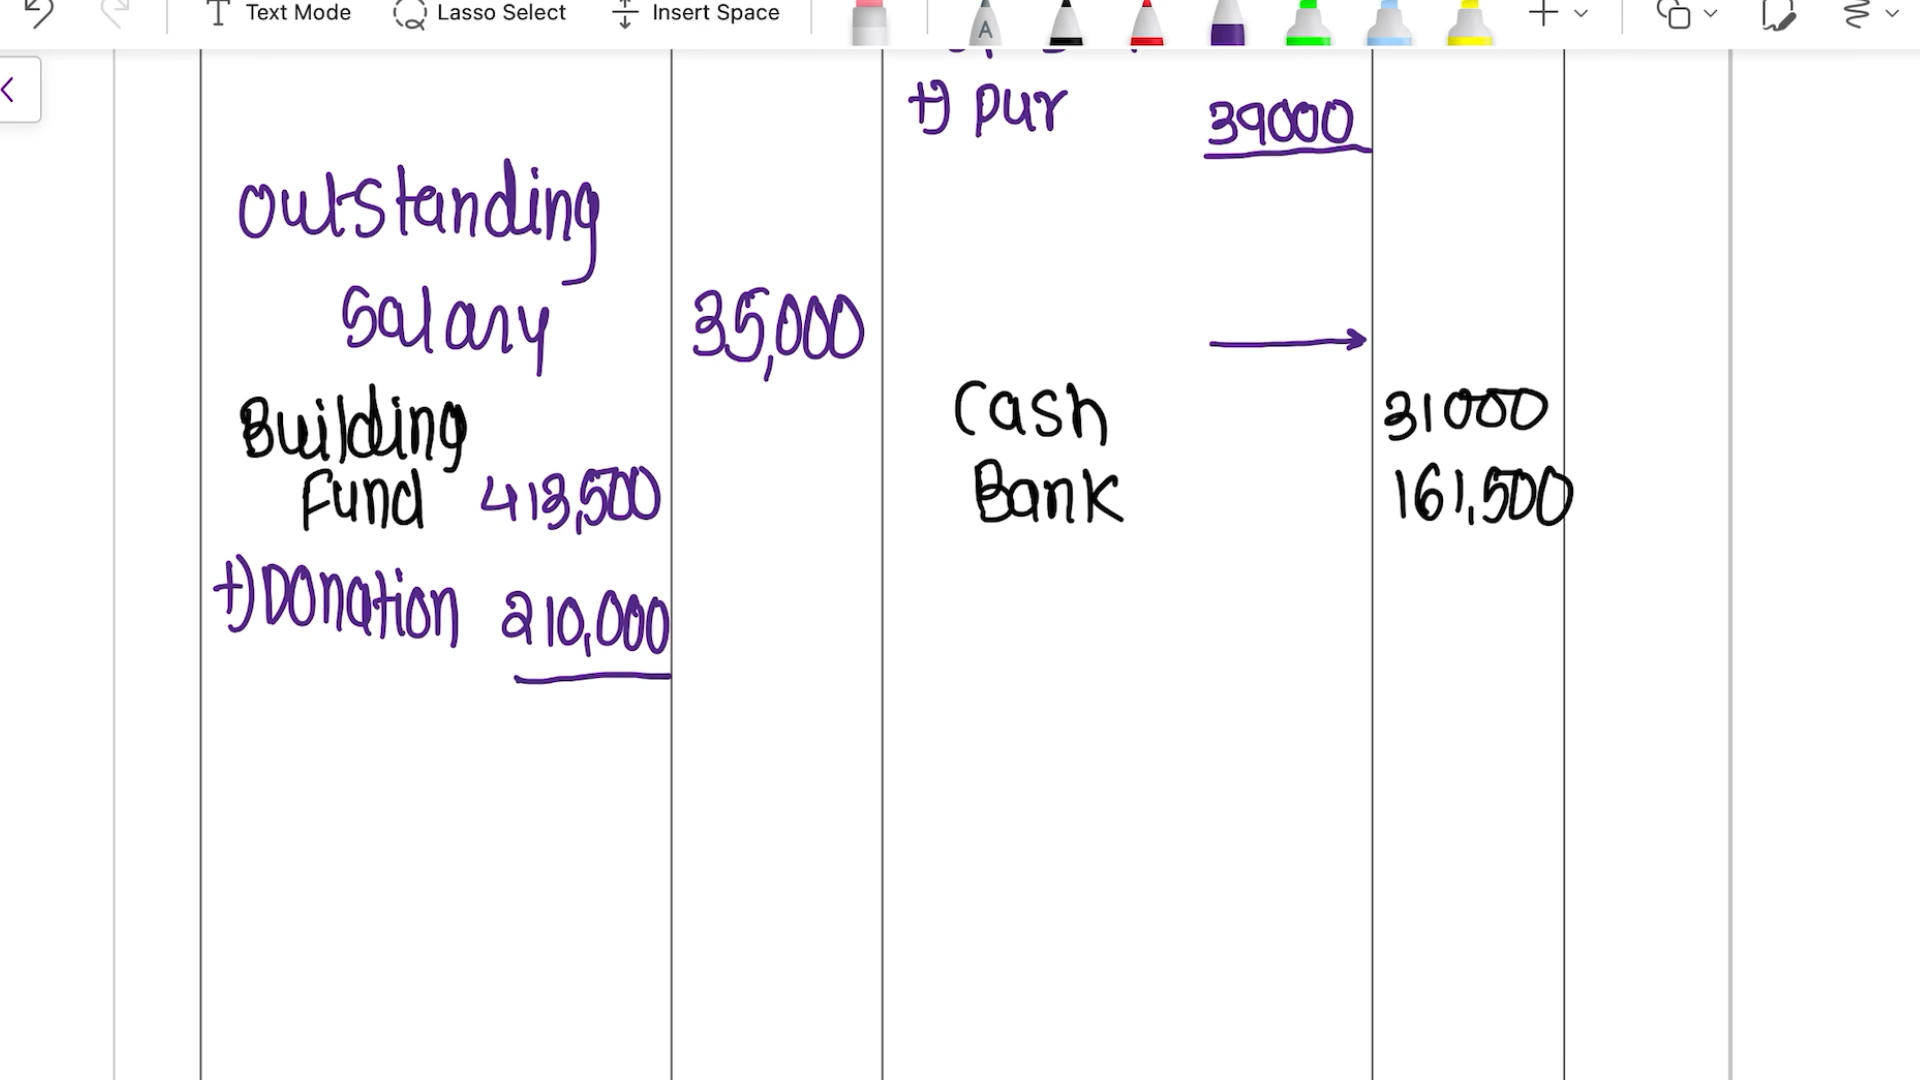 Text Mode Lasso Select Insert Space
A
+) Pur 39000
Outstanding
Salary 35,000
Building
Fund 413,500
+) Donation 210,000
Cash 31000
Bank 161,500